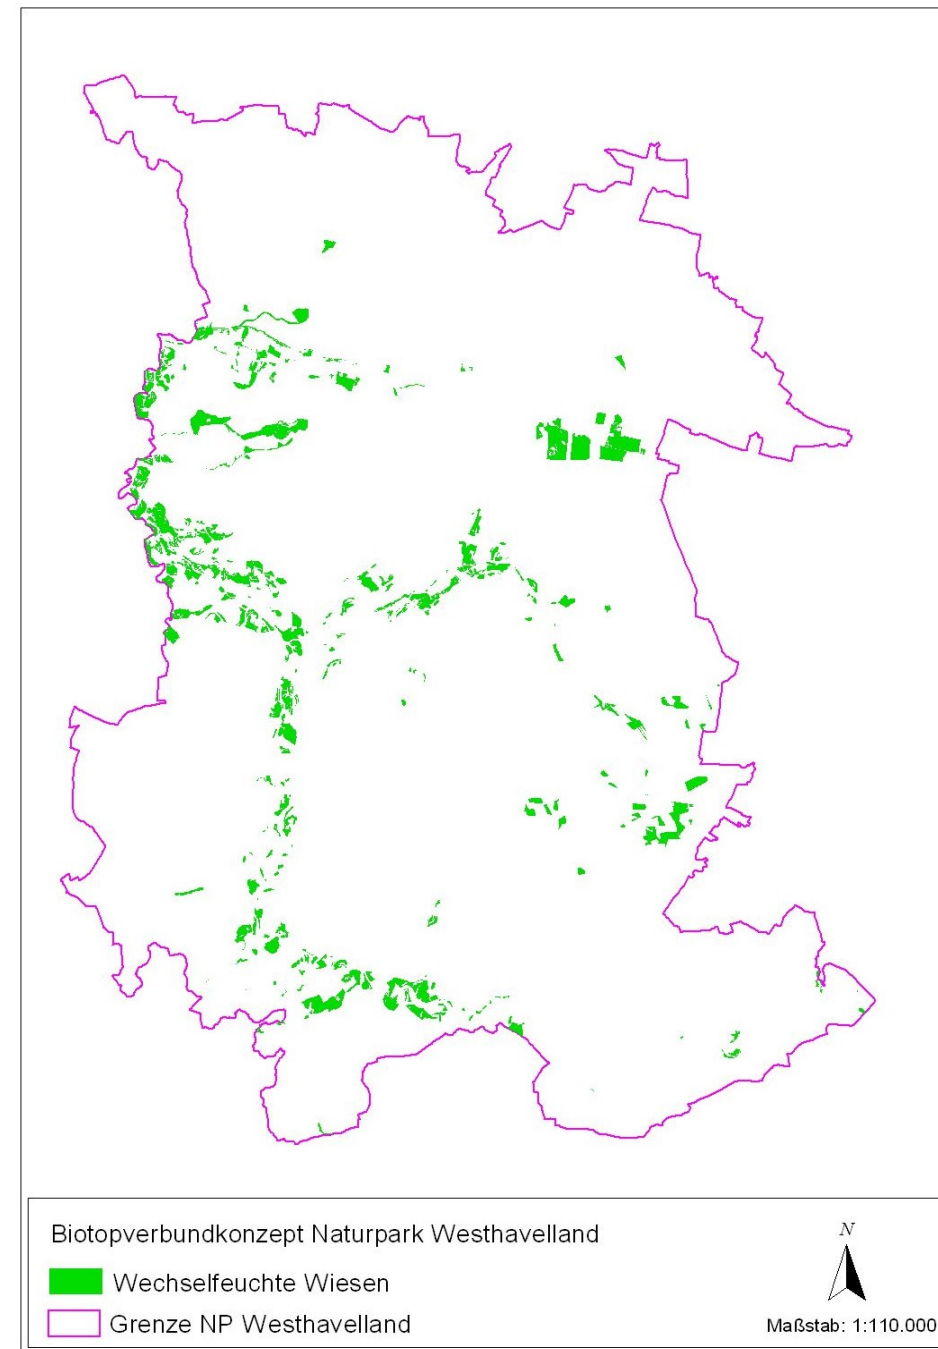 Biotopverbundkonzept Naturpark Westhavelland
N
Wechselfeuchte Wiesen
Grenze NP Westhavelland
Maßstab: 1:110.000